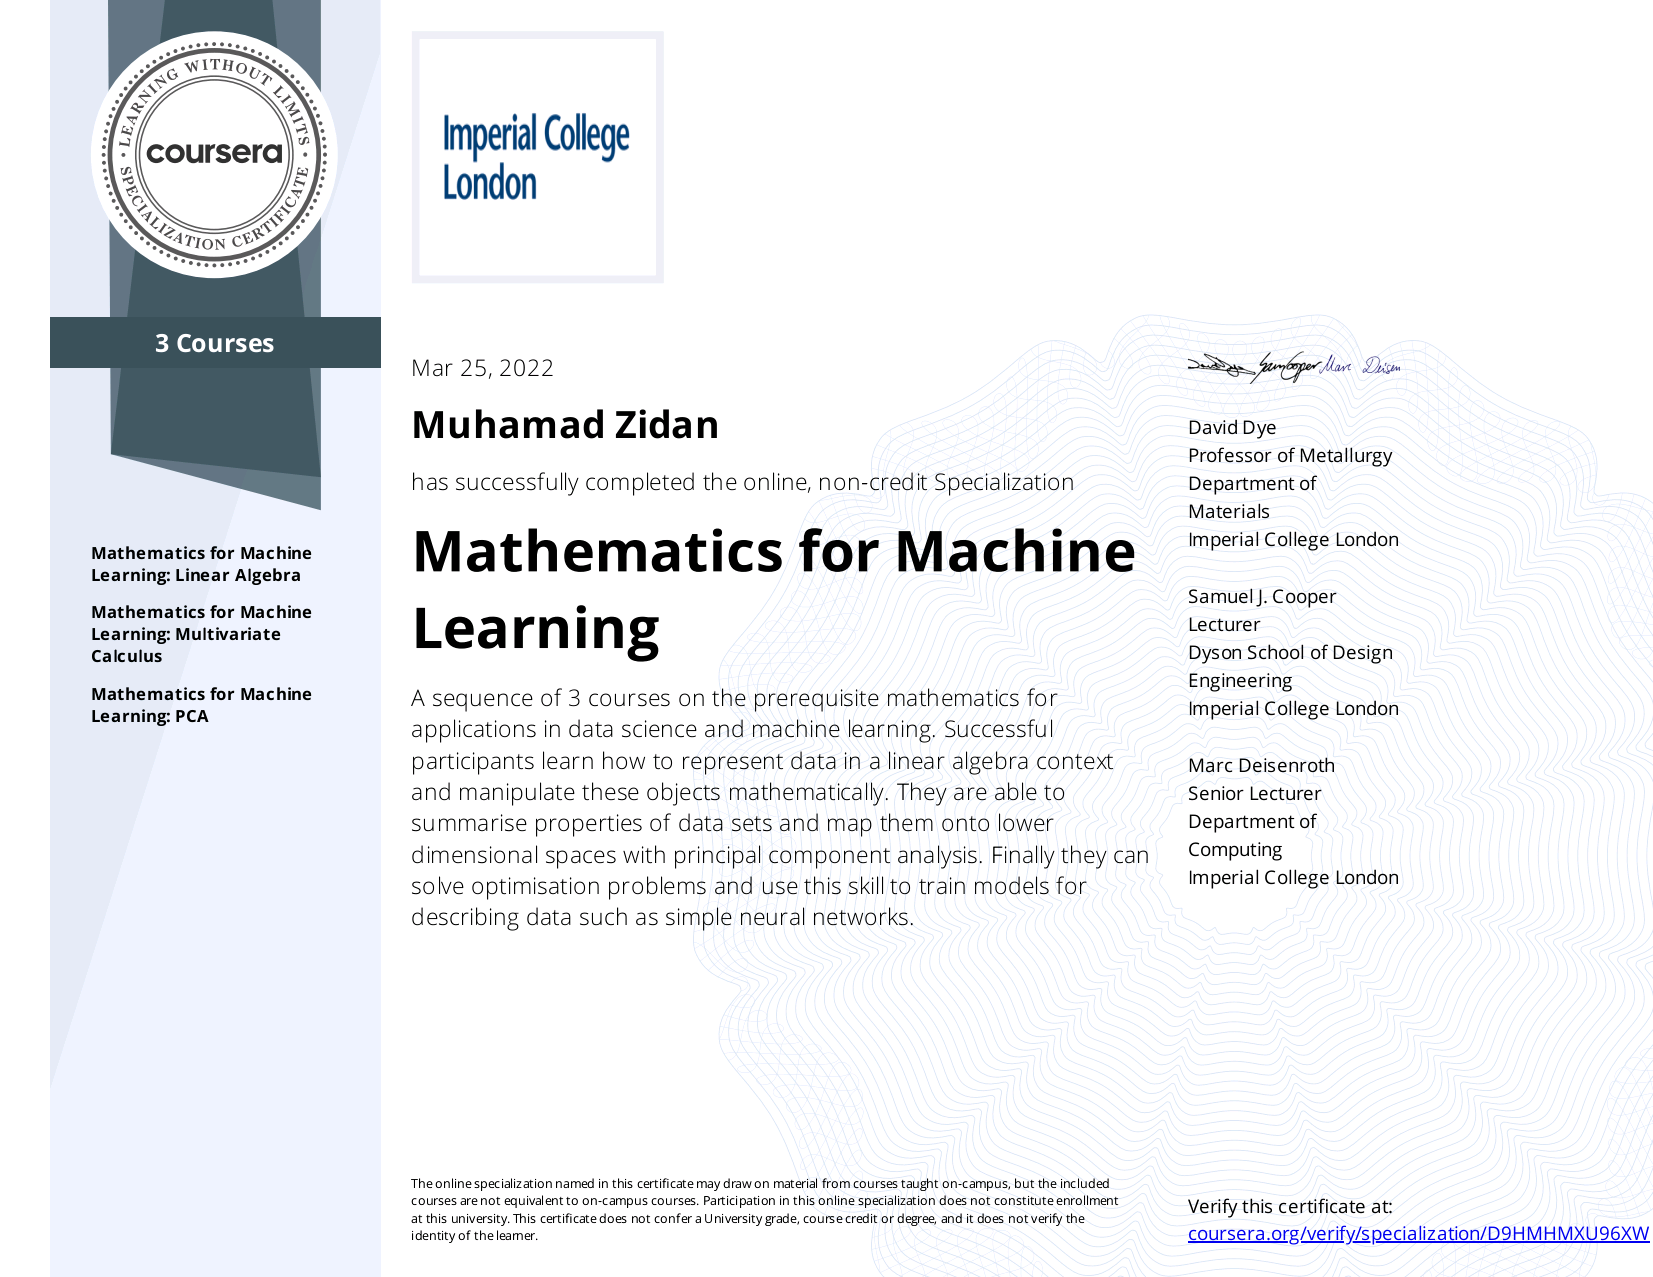 LEARNING WITHOUT LIMITS
coursera
SPECIALIZATION CERTIFICATE
3 Courses
Mathematics for Machine
Learning: Linear Algebra
Mathematics for Machine
Learning: Multivariate
Calculus
Mathematics for Machine
Learning: PCA
Imperial College
London
Mar 25, 2022
Muhamad Zidan
has successfully completed the online, non-credit Specialization
Mathematics for Machine
Learning
A sequence of 3 courses on the prerequisite mathematics for
applications in data science and machine learning. Successful
participants learn how to represent data in a linear algebra context
and manipulate these objects mathematically. They are able to
summarise properties of data sets and map them onto lower
dimensional spaces with principal component analysis. Finally they can
solve optimisation problems and use this skill to train models for
describing data such as simple neural networks.
The online specialization named in this certificate may draw on material from courses taught on-campus, but the included
courses are not equivalent to on-campus courses. Participation in this online specialization does not constitute enrollment
at this university. This certificate does not confer a University grade, course credit or degree, and it does not verify the
identity of the learner.
Sam Cooper Marc Deisen
David Dye
Professor of Metallurgy
Department of
Materials
Imperial College London
Samuel J. Cooper
Lecturer
Dyson School of Design
Engineering
Imperial College London
Marc Deisenroth
Senior Lecturer
Department of
Computing
Imperial College London
Verify this certificate at:
coursera.org/verify/specialization/D9HMHMXU96XW